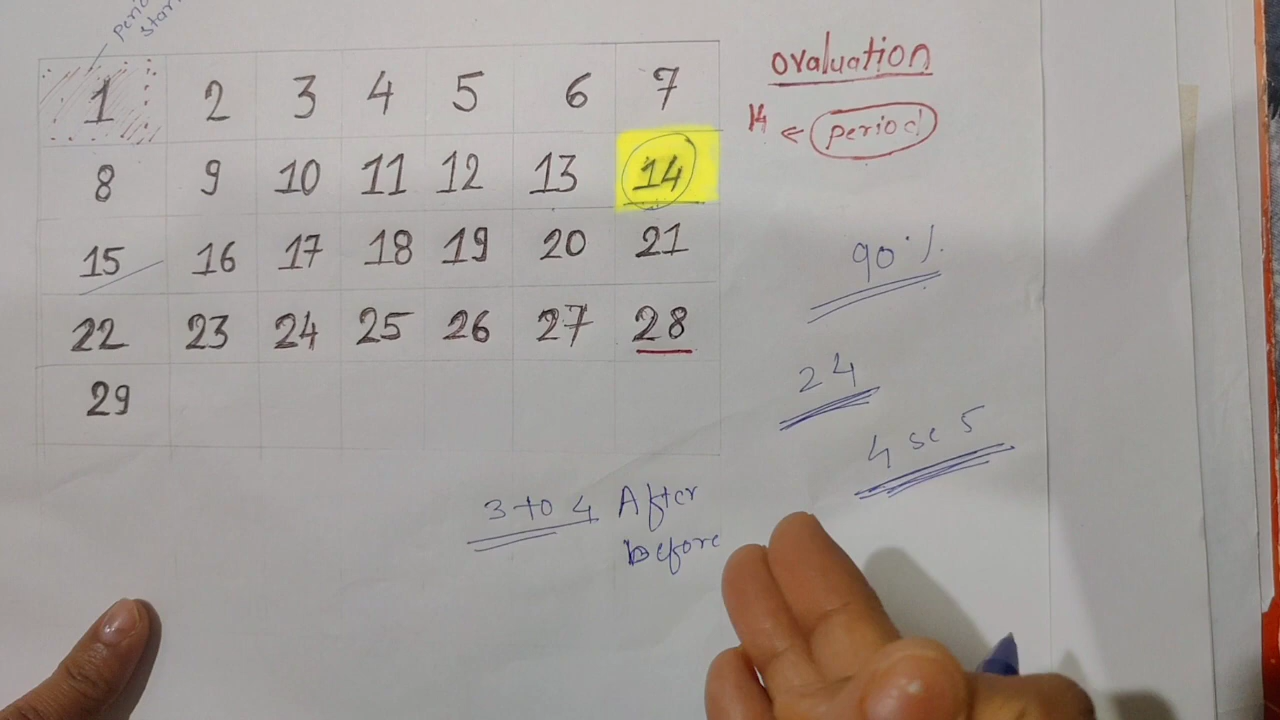 period
start
1 2 3 4 5 6 7
8 9 10 11 12 13 14
15 16 17 18 19 20 21
22 23 24 25 26 27 28
29
ovaluation
14 < period
90%
24
4 se 5
3 to 4 After
before